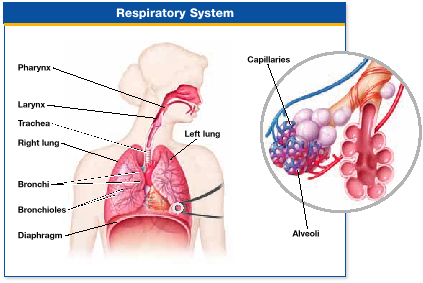 Respiratory System
Pharynx
Larynx
Trachea
Right lung
Left lung
Bronchi
Bronchioles
Diaphragm
Capillaries
Alveoli